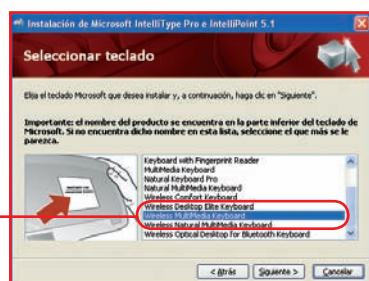 Instalación de Microsoft IntelliType Pro e IntelliPoint 5.1
Seleccionar teclado
Elija el teclado Microsoft que desea instalar y, a continuación, haga clic en "Siguiente".
Importante: el nombre del producto se encuentra en la parte inferior del teclado de
Microsoft. Si no encuentra dicho nombre en esta lista, seleccione el que más se le
parezca.
Keyboard with Fingerprint Reader
MultiMedia Keyboard
Natural Keyboard Pro
Natural MultiMedia Keyboard
Wireless Comfort Keyboard
Wireless Desktop Elite Keyboard
Wireless MultiMedia Keyboard
Wireless Natural MultiMedia Keyboard
Wireless Optical Desktop for Bluetooth Keyboard
< Atrás
Siguiente >
Cancelar